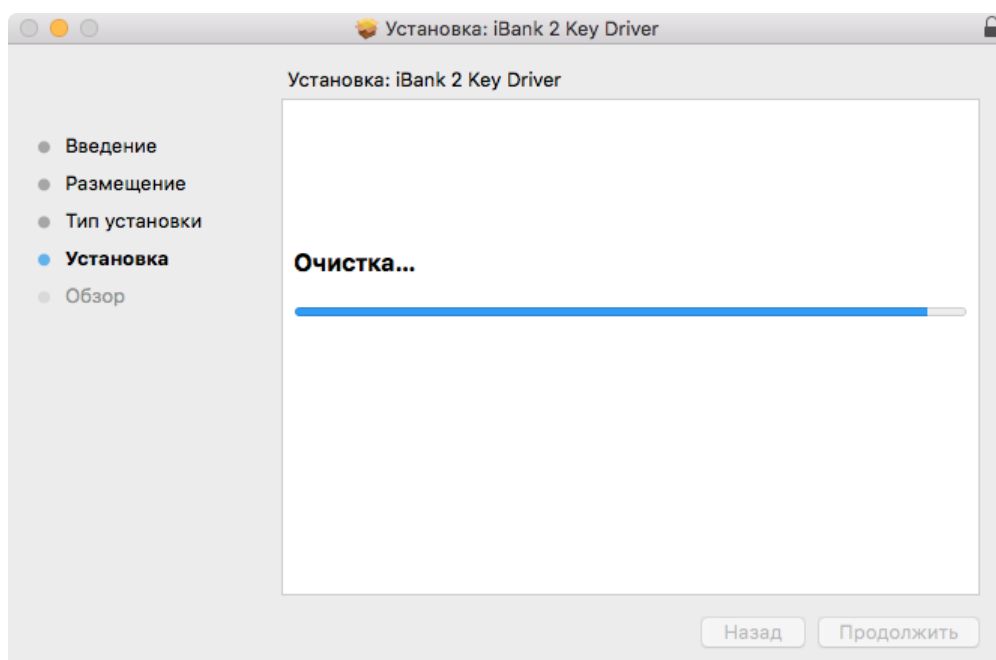 Установка: iBank 2 Key Driver
Установка: iBank 2 Key Driver
Введение
Размещение
Тип установки
Установка
Обзор
Очистка...
Назад
Продолжить